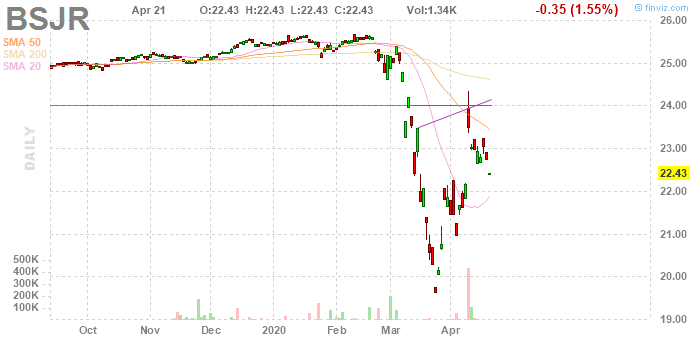 BSJR Apr 21 O:22.43 H:22.43 L:22.43 C:22.43 Vol:1.34K -0.35 (1.55%) © finviz.com
SMA 50
SMA 200
SMA 20
DAILY
26.00
25.00
24.00
23.00
22.43
22.00
21.00
20.00
19.00
500K
400K
300K
200K
100K
Oct Nov Dec 2020 Feb Mar Apr